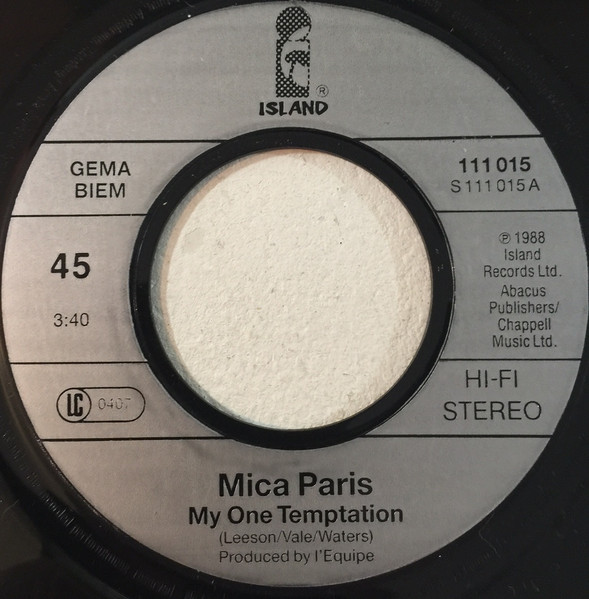 ®
ISLAND
GEMA
BIEM
111 015
S 111 015 A
45
3:40
℗ 1988
Island
Records Ltd.
Abacus
Publishers/
Chappell
Music Ltd.
LC 0407
HI-FI
STEREO
Mica Paris
My One Temptation
(Leeson/Vale/Waters)
Produced by l'Equipe